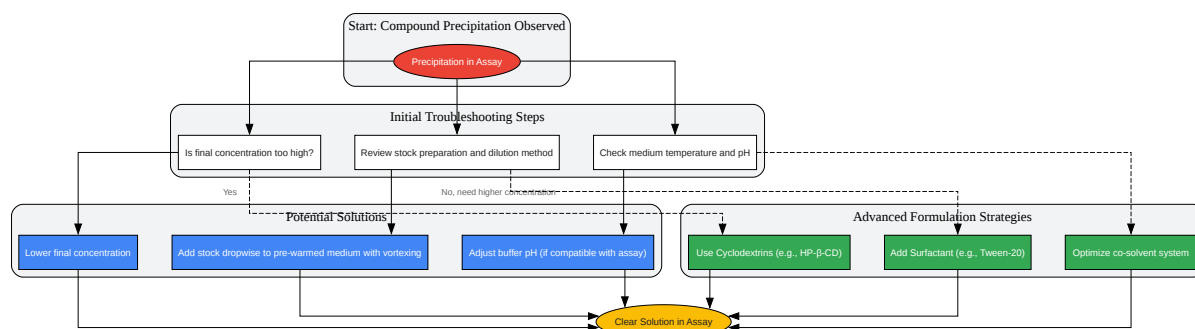 Start: Compound Precipitation Observed
Precipitation in Assay
Initial Troubleshooting Steps
Is final concentration too high?
Review stock preparation and dilution method
Check medium temperature and pH
Yes
No, need higher concentration
Potential Solutions
Advanced Formulation Strategies
Lower final concentration
Add stock dropwise to pre-warmed medium with vortexing
Adjust buffer pH (if compatible with assay)
Use Cyclodextrins (e.g., HP-β-CD)
Add Surfactant (e.g., Tween-20)
Optimize co-solvent system
Clear Solution in Assay